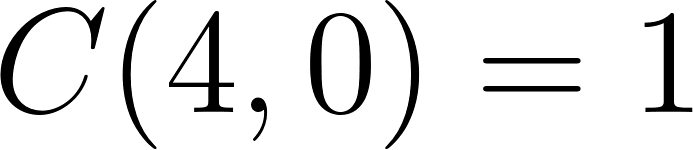 C(4, 0) = 1